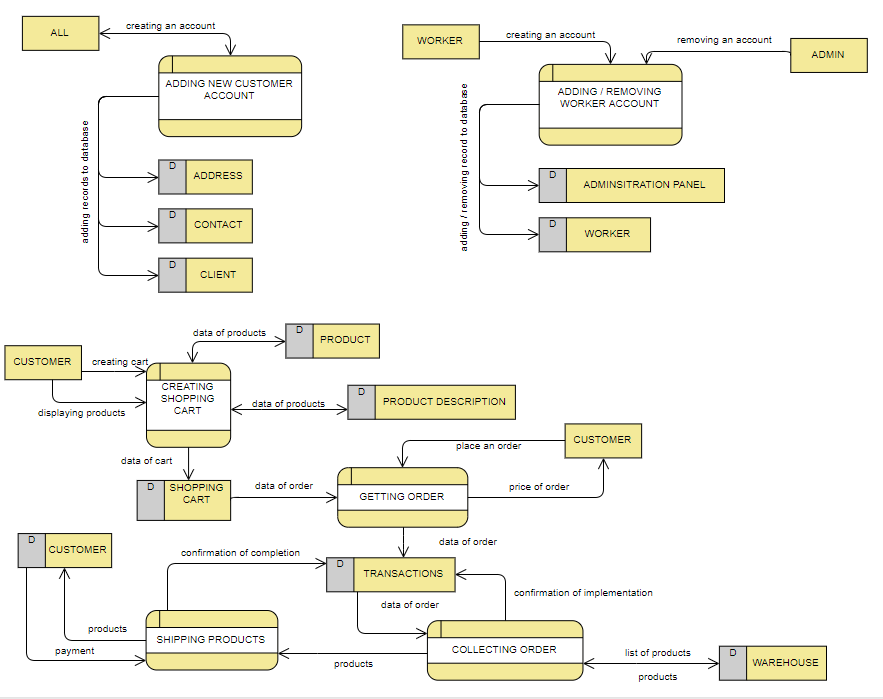 ALL
creating an account
ADDING NEW CUSTOMER
ACCOUNT
adding records to database
D
ADDRESS
D
CONTACT
D
CLIENT
WORKER
creating an account
removing an account
ADMIN
ADDING / REMOVING
WORKER ACCOUNT
adding / removing record to database
D
ADMINSITRATION PANEL
D
WORKER
data of products
D
PRODUCT
CUSTOMER
creating cart
displaying products
CREATING
SHOPPING
CART
data of products
D
PRODUCT DESCRIPTION
data of cart
D
SHOPPING
CART
data of order
place an order
CUSTOMER
GETTING ORDER
price of order
data of order
D
CUSTOMER
confirmation of completion
D
TRANSACTIONS
confirmation of implementation
data of order
products
payment
SHIPPING PRODUCTS
products
COLLECTING ORDER
list of products
products
D
WAREHOUSE